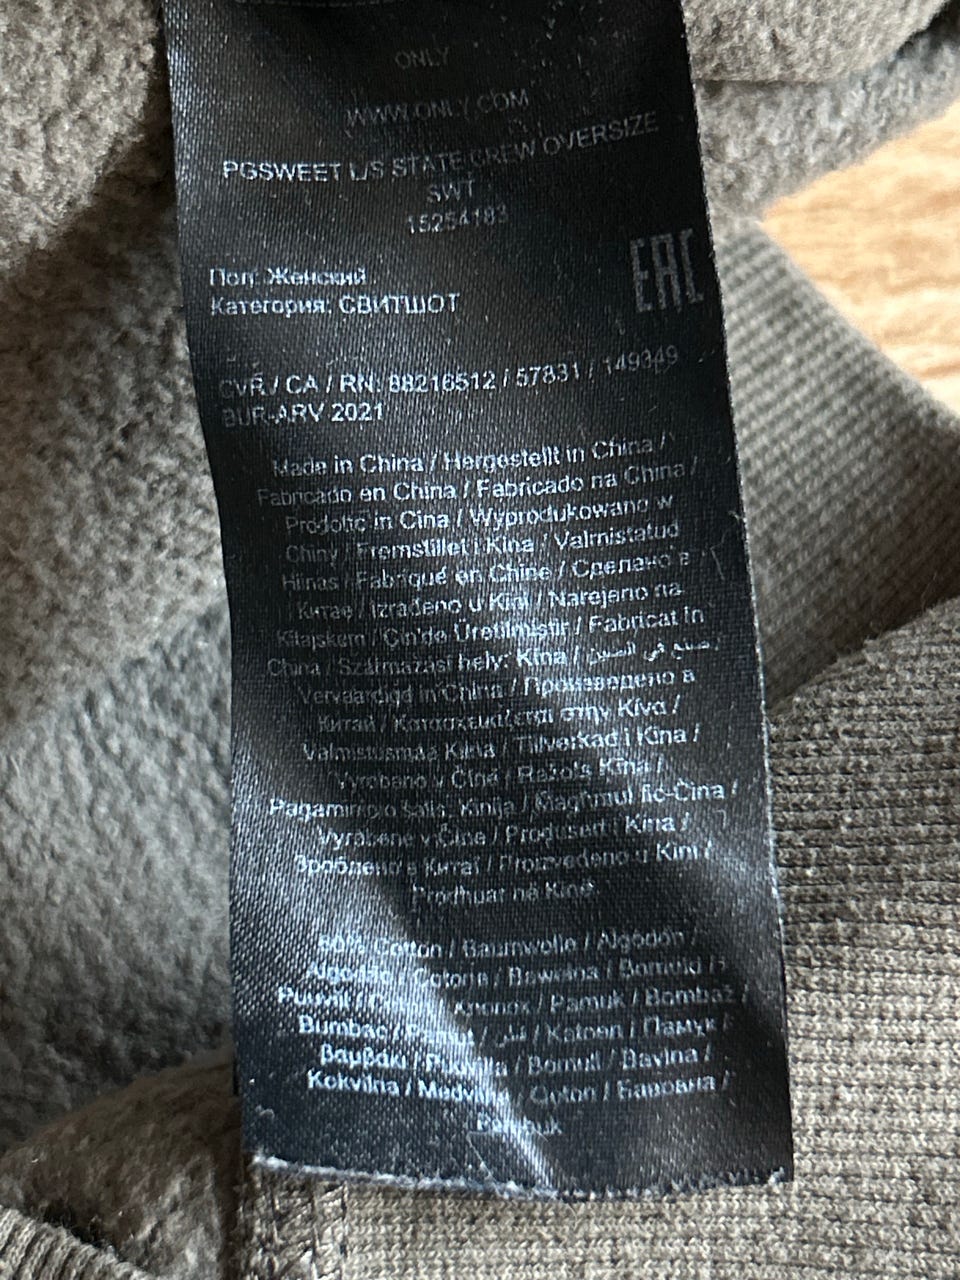 ONLY
WWW.ONLY.COM
PGSWEET L/S STATE CREW OVERSIZE
SWT
15254183
EAC
Пол: Женский
Категория: СВИТШОТ
CVR / CA / RN: 88216512 / 57831 / 149349
BUR-ARV 2021
Made in China / Hergestellt in China /
Fabricado en China / Fabricado na China /
Prodotto in Cina / Wyprodukowano w
Chiny / Fremstillet i Kina / Valmistatud
Hiinas / Fabriqué en Chine / Сделано в
Китае / Izrađeno u Kini / Narejeno na
Kitajskem / Çin'de Üretilmiştir / Fabricat în
China / Származási hely: Kína / صنع في الصين /
Vervaardigd in China / Произведено в
Китай / Κατασκευάζεται στην Κίνα /
Valmistusmaa Kiina / Tillverkad i Kina /
Vyrobeno v Číně / Ražots Ķīnā /
Pagaminimo šalis: Kinija / Magħmul fiċ-Ċina /
Vyrobené v Číne / Produsert i Kina /
Зроблено в Китаї / Proizvedeno u Kini /
Prodhuar në Kinë
80% Cotton / Baumwolle / Algodón /
Algodão / Cotone / Bawełna / Bomuld /
Puuvill / хлопок / Pamuk / Bombaž /
Bumbac / Pamut / قطن / Katoen / Памук /
Βαμβάκι / Puuvilla / Bomull / Bavlna /
Kokvilna / Medvilnė / Qoton / Бавовна /
Pambuk